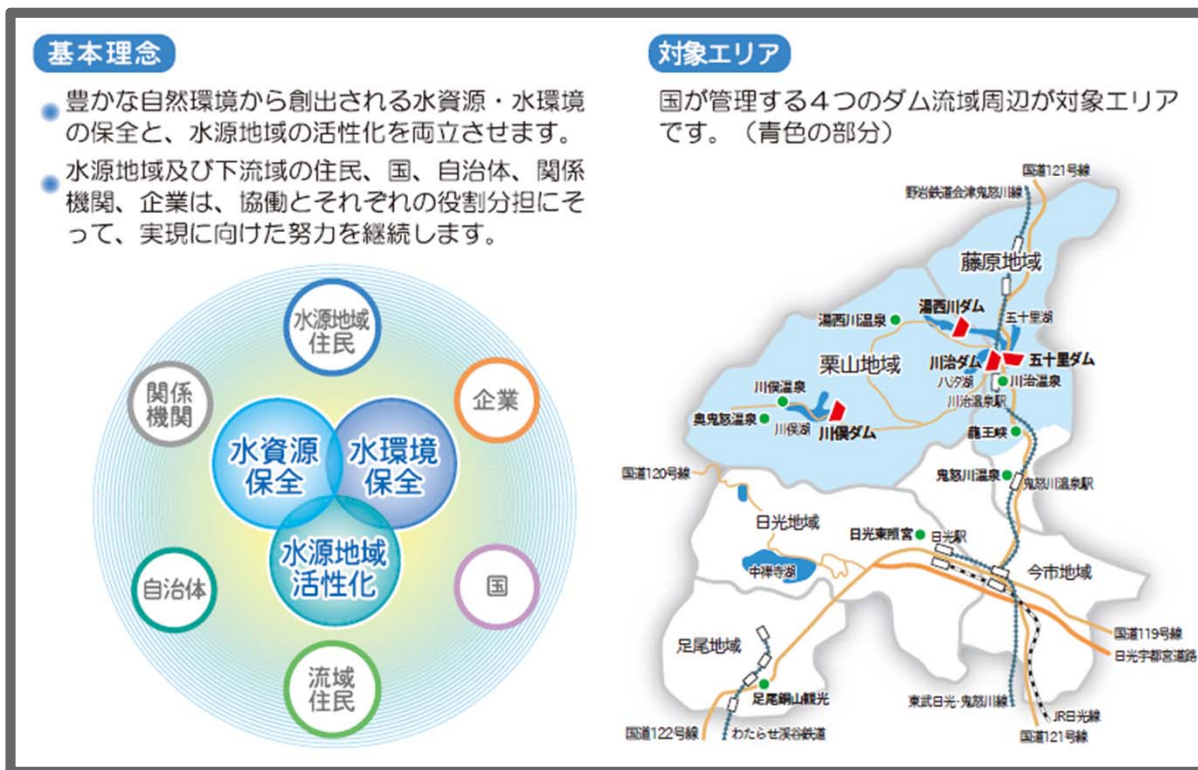 基本理念
豊かな自然環境から創出される水資源・水環境
の保全と、水源地域の活性化を両立させます。
水源地域及び下流域の住民、国、自治体、関係
機関、企業は、協働とそれぞれの役割分担にそ
って、実現に向けた努力を継続します。
水源地域
住民
関係
機関
企業
水資源
保全
水環境
保全
水源地域
活性化
自治体
国
流域
住民
対象エリア
国が管理する4つのダム流域周辺が対象エリア
です。（青色の部分）
国道121号線
野岩鉄道会津鬼怒川線
藤原地域
湯西川ダム
湯西川温泉
五十里湖
川治ダム
五十里ダム
栗山地域
八汐湖
川治温泉
川治温泉駅
川俣温泉
奥鬼怒温泉
川俣湖
川俣ダム
龍王峡
国道120号線
鬼怒川温泉
鬼怒川温泉駅
日光地域
日光東照宮
日光駅
中禅寺湖
今市地域
足尾地域
国道119号線
日光宇都宮道路
足尾銅山観光
東武日光・鬼怒川線
JR日光線
国道122号線
わたらせ渓谷鉄道
国道121号線